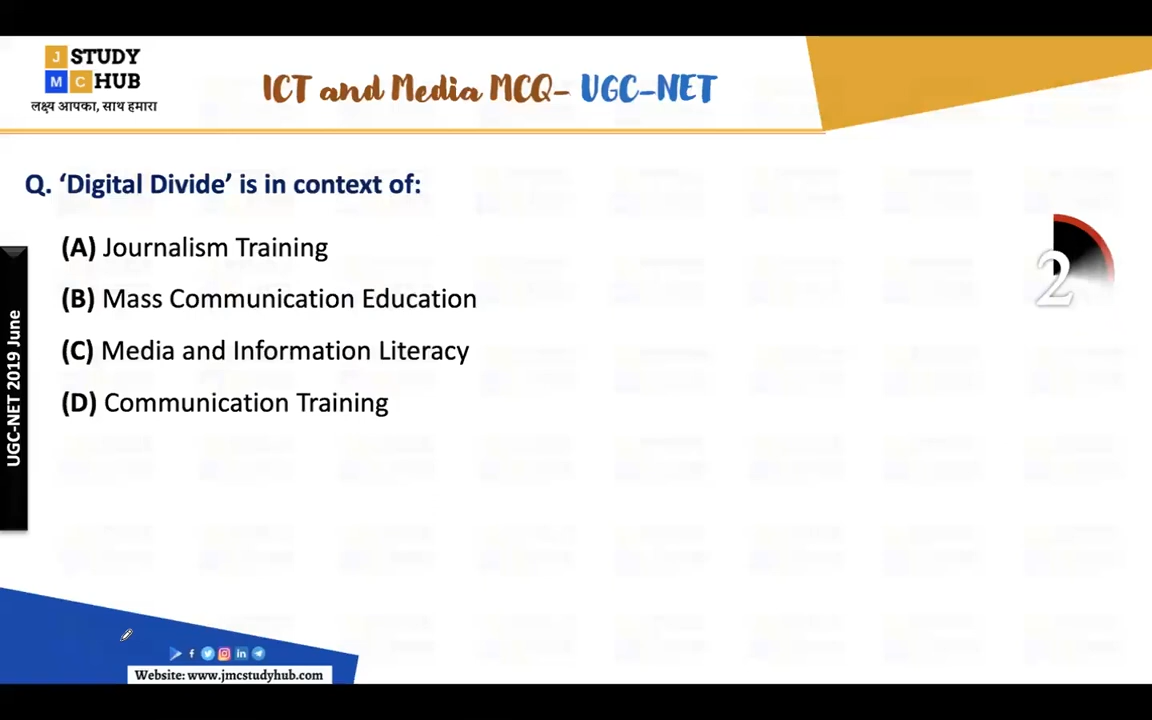 J STUDY
M C HUB
लक्ष्य आपका, साथ हमारा
ICT and Media MCQ- UGC-NET
Q. ‘Digital Divide’ is in context of:
(A) Journalism Training
(B) Mass Communication Education
(C) Media and Information Literacy
(D) Communication Training
2
UGC-NET 2019 June
Website: www.jmcstudyhub.com